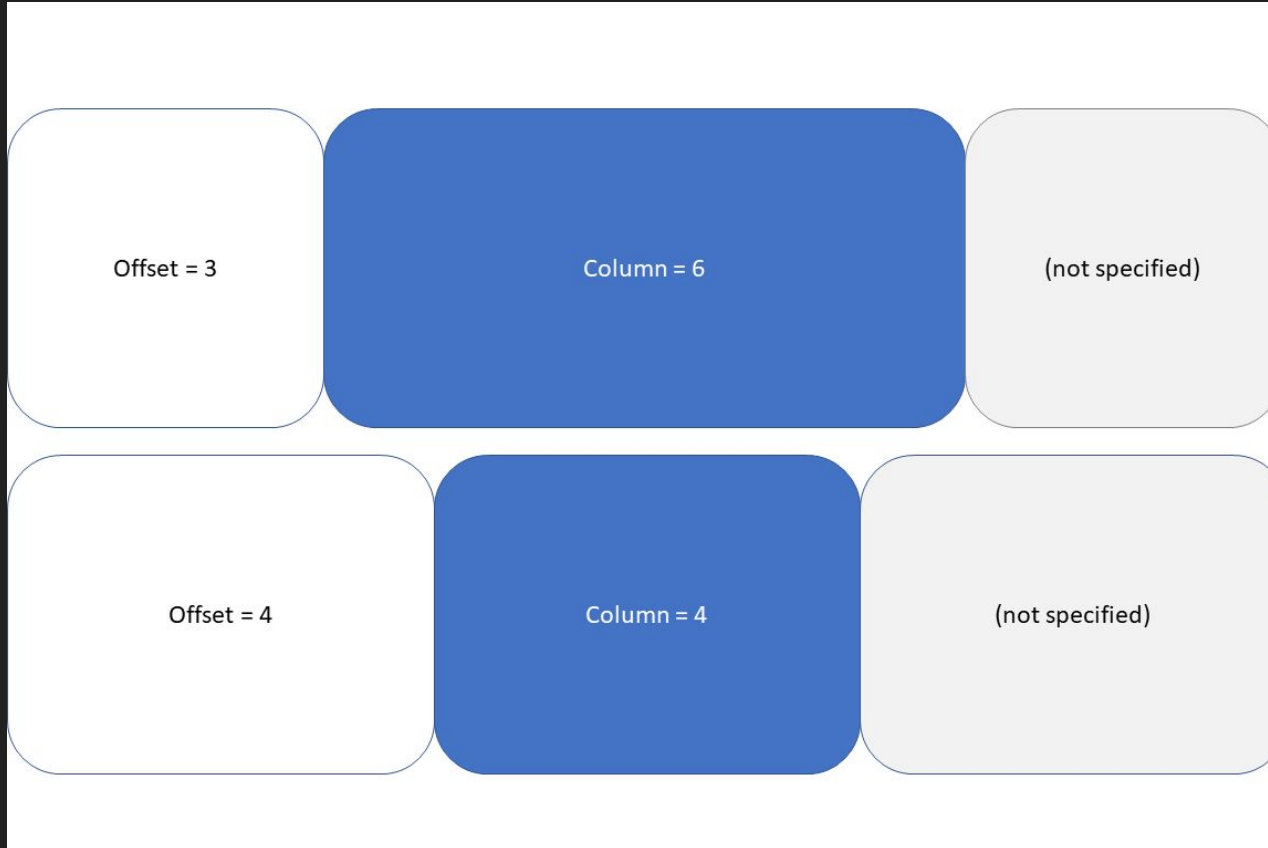 Offset = 3
Column = 6
(not specified)
Offset = 4
Column = 4
(not specified)